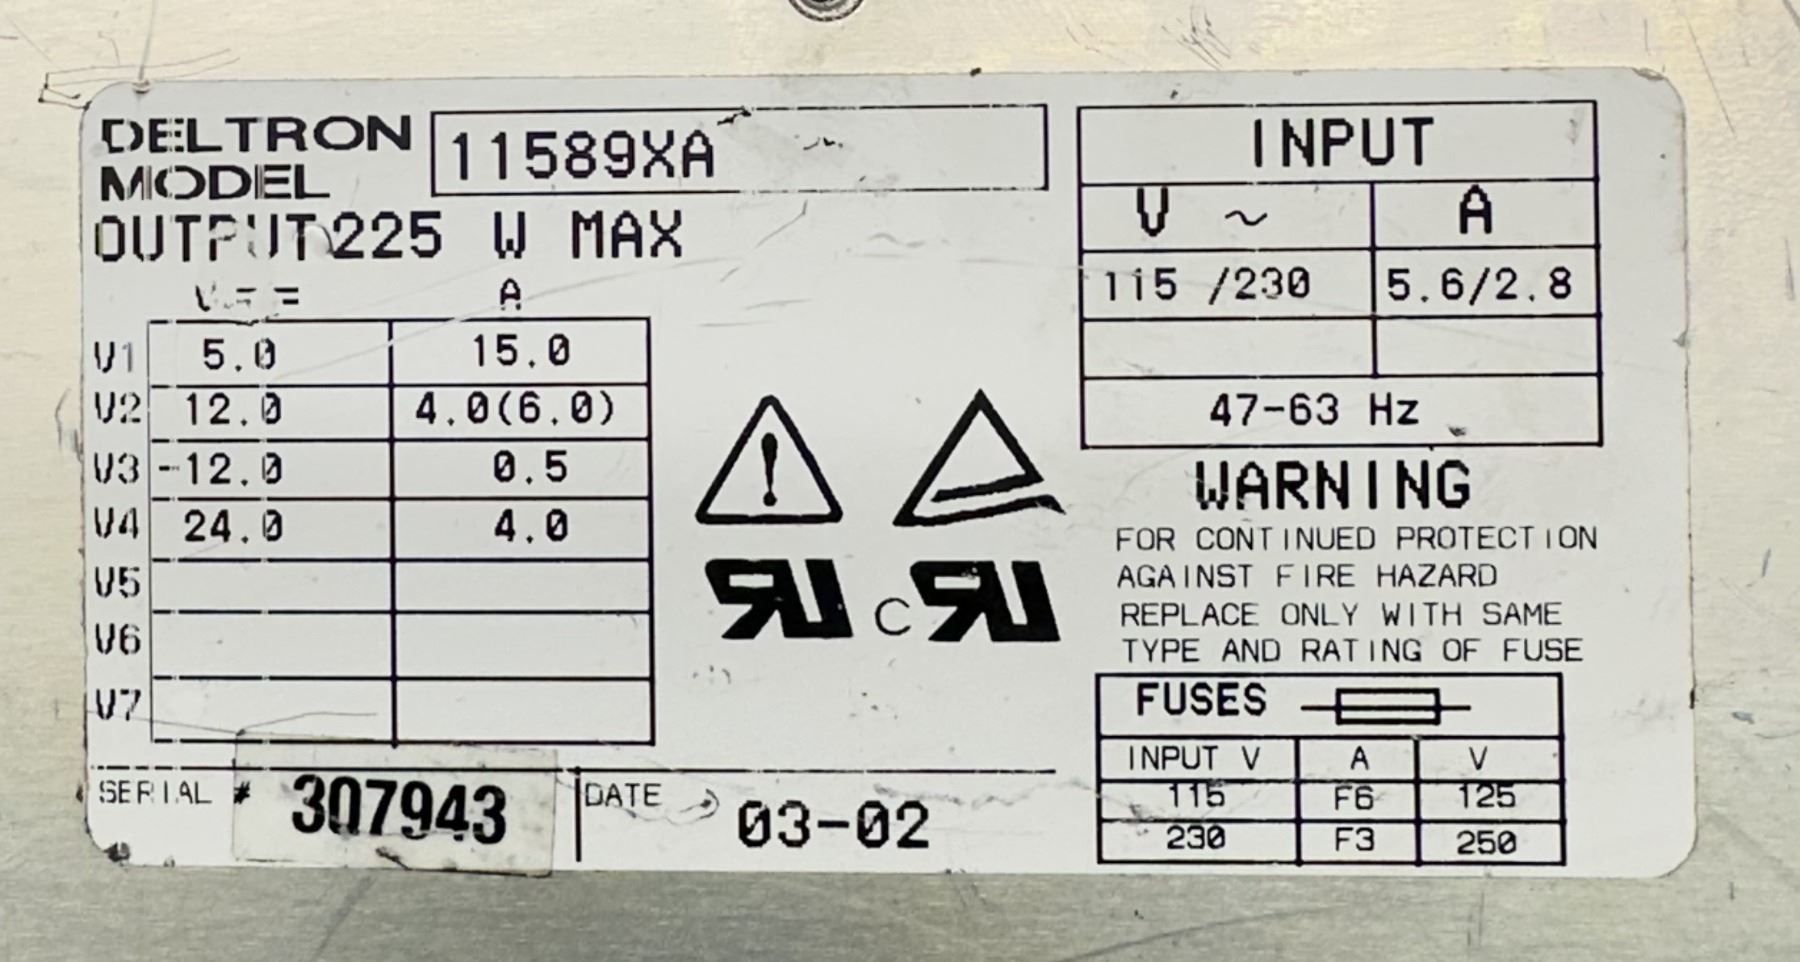 DELTRON
MODEL 11589XA
OUTPUT 225 W MAX
V A
V1 5.0 15.0
V2 12.0 4.0(6.0)
V3 -12.0 0.5
V4 24.0 4.0
V5
V6
V7
SERIAL # 307943
DATE 03-02
c
INPUT
V ~ A
115 /230 5.6/2.8
47-63 Hz
WARNING
FOR CONTINUED PROTECTION
AGAINST FIRE HAZARD
REPLACE ONLY WITH SAME
TYPE AND RATING OF FUSE
FUSES
INPUT V A V
115 F6 125
230 F3 250